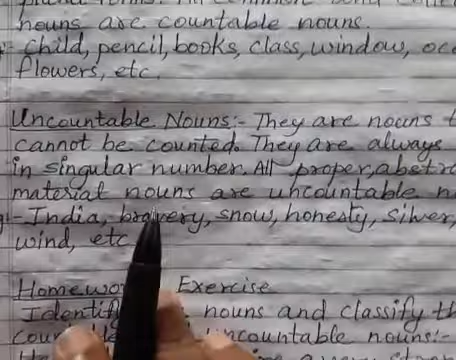 nouns are countable nouns.
Child, pencil, books, class, window,
flowers, etc.
Uncountable Nouns:- They are nouns
cannot be counted. They are always
in singular number. All proper, abstra
material nouns are uncountable n
- India, bravery, snow, honesty, silver,
wind, etc
Homewo Exercise
Identif nouns and classify th
coun uncountable nouns:-